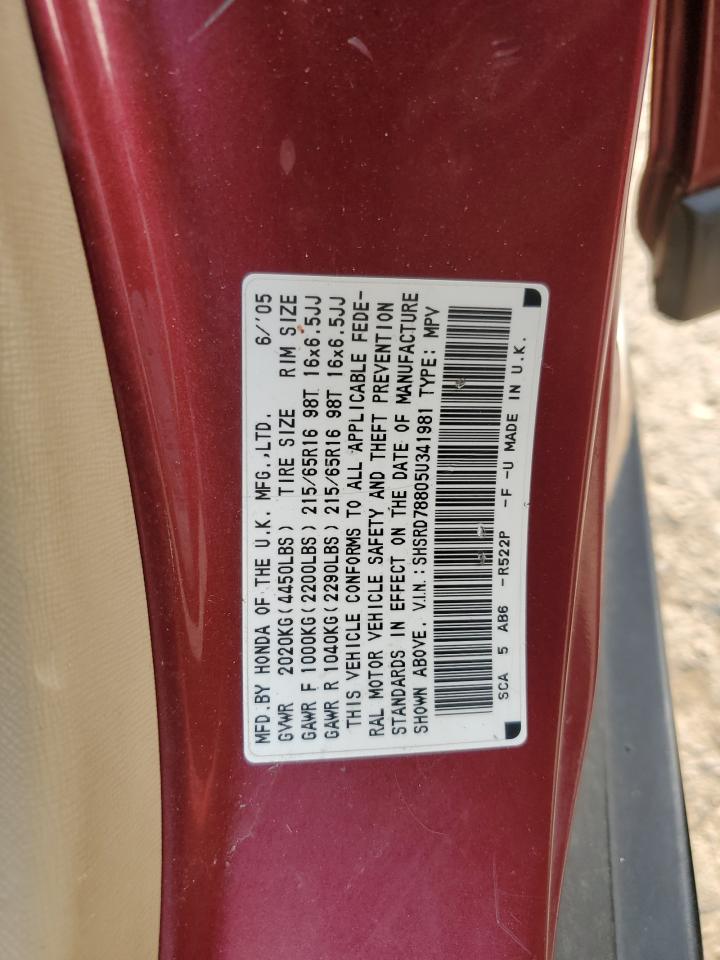 MFD.BY HONDA OF THE U.K. MFG.,LTD. 6/'05
GVWR 2020KG(4450LBS) TIRE SIZE RIM SIZE
GAWR F 1000KG(2200LBS) 215/65R16 98T 16x6.5JJ
GAWR R 1040KG(2290LBS) 215/65R16 98T 16x6.5JJ
THIS VEHICLE CONFORMS TO ALL APPLICABLE FEDE-
RAL MOTOR VEHICLE SAFETY AND THEFT PREVENTION
STANDARDS IN EFFECT ON THE DATE OF MANUFACTURE
SHOWN ABOVE. V.I.N.:SHSRD78805U341981 TYPE: MPV
SCA 5 AB6 -R522P -F -U MADE IN U.K.